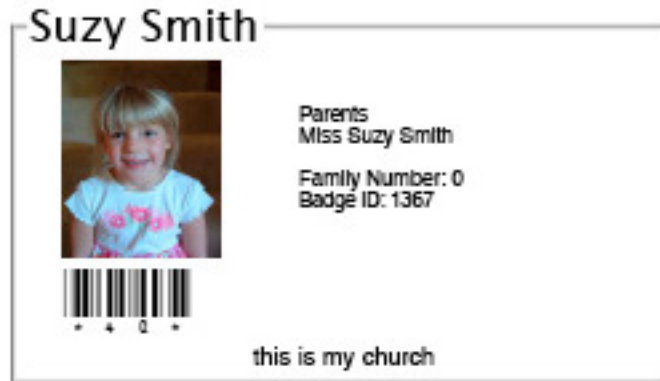 Suzy Smith
Parents
Miss Suzy Smith
Family Number: 0
Badge ID: 1367
* 4 0 *
this is my church